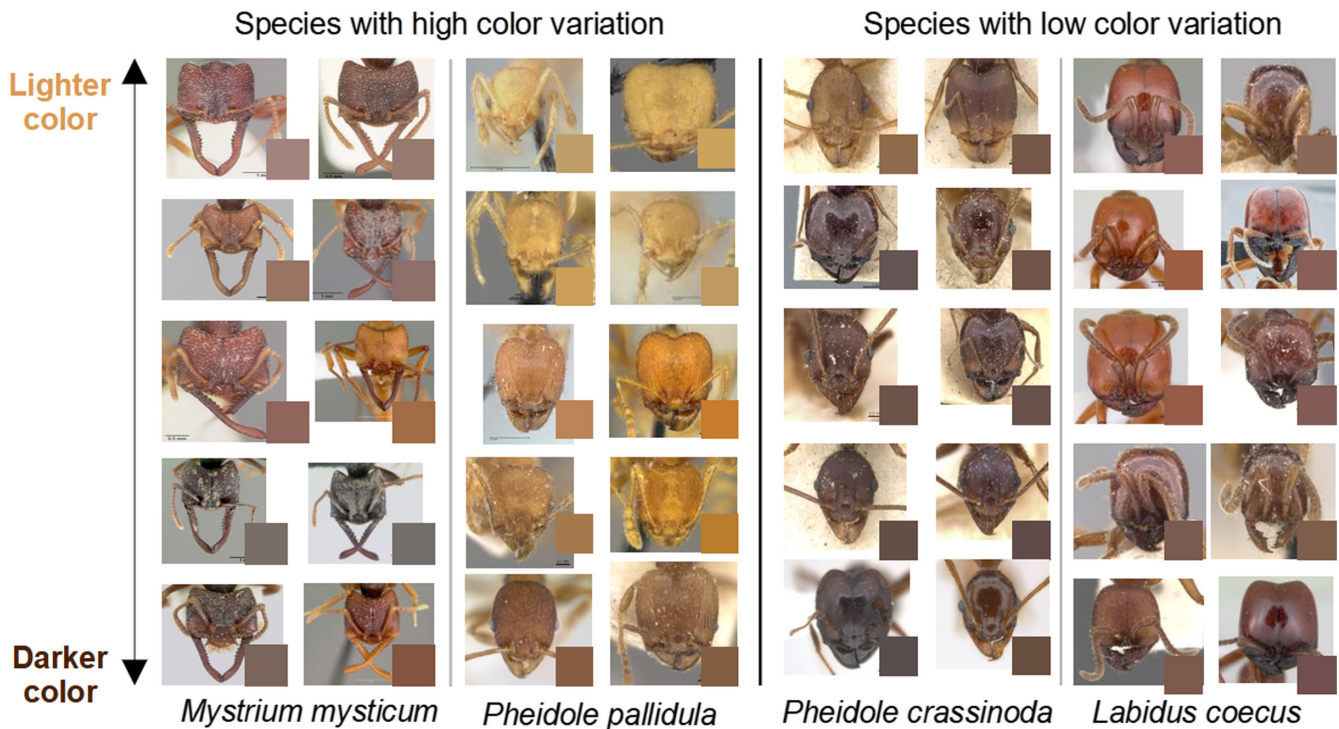 Species with high color variation
Species with low color variation
Lighter
color
Darker
color
Mystrium mysticum
Pheidole pallidula
Pheidole crassinoda
Labidus coecus